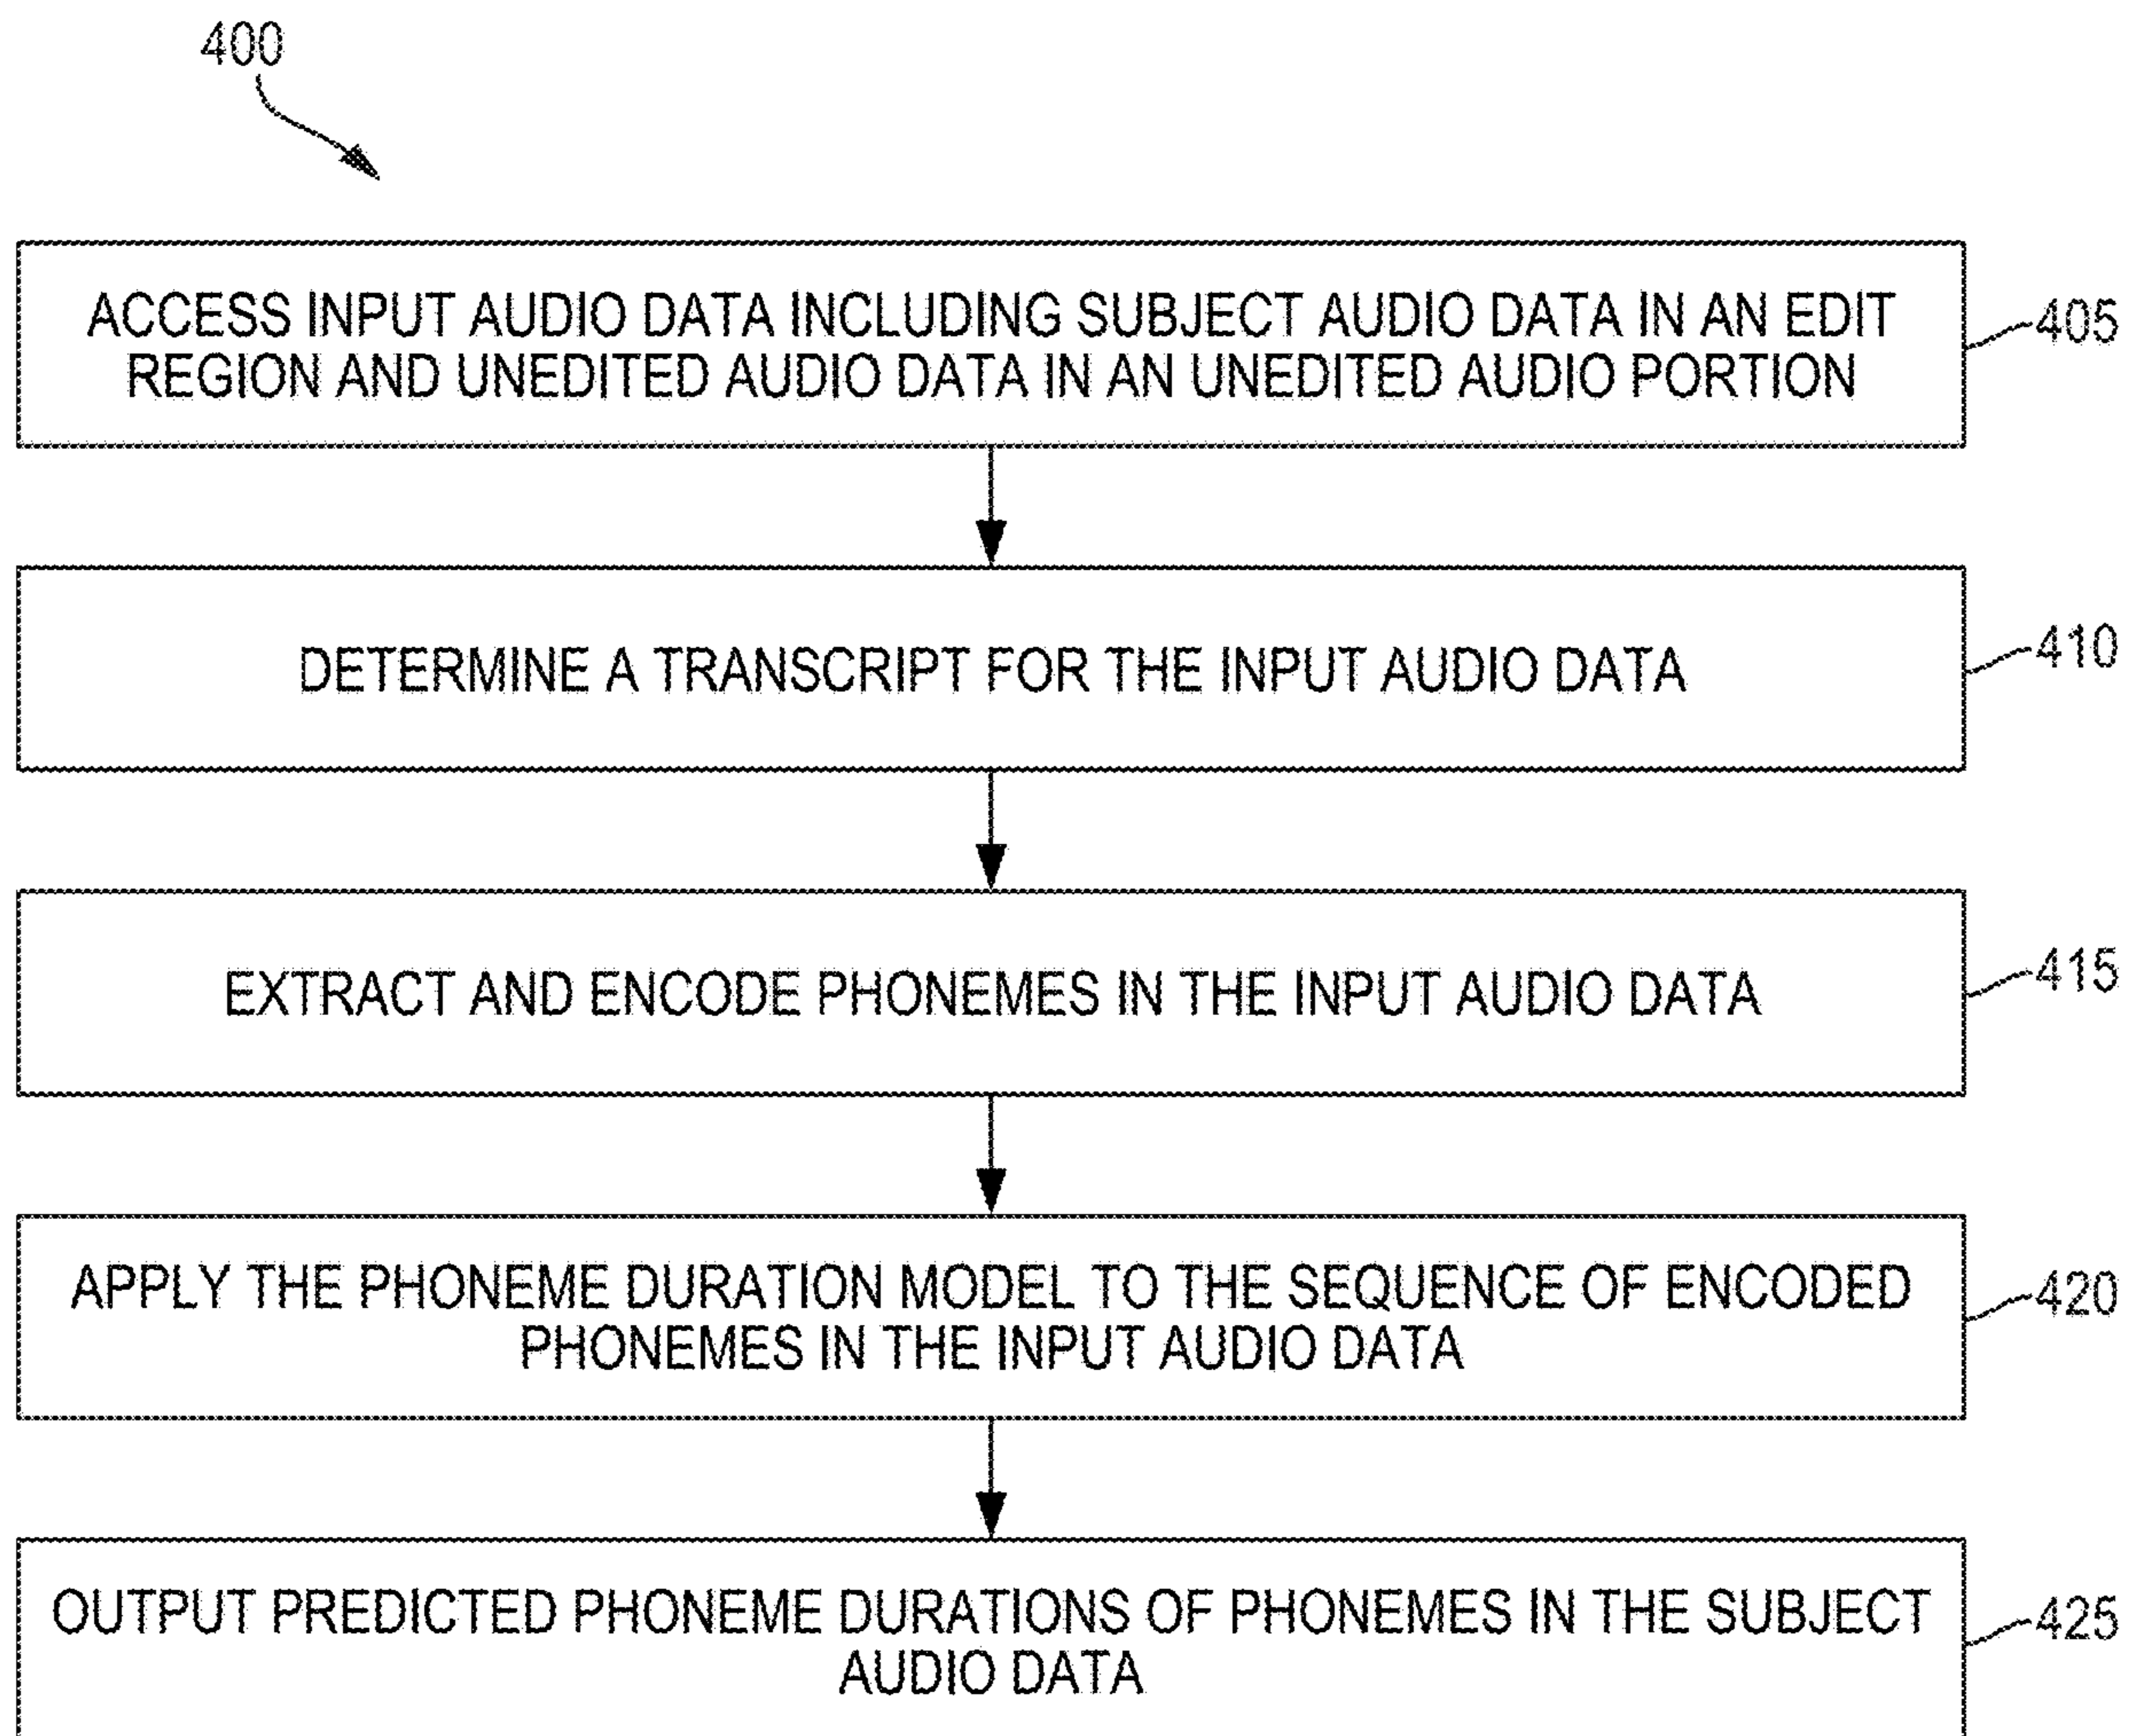 400
ACCESS INPUT AUDIO DATA INCLUDING SUBJECT AUDIO DATA IN AN EDIT
REGION AND UNEDITED AUDIO DATA IN AN UNEDITED AUDIO PORTION
405
DETERMINE A TRANSCRIPT FOR THE INPUT AUDIO DATA
410
EXTRACT AND ENCODE PHONEMES IN THE INPUT AUDIO DATA
415
APPLY THE PHONEME DURATION MODEL TO THE SEQUENCE OF ENCODED
PHONEMES IN THE INPUT AUDIO DATA
420
OUTPUT PREDICTED PHONEME DURATIONS OF PHONEMES IN THE SUBJECT
AUDIO DATA
425